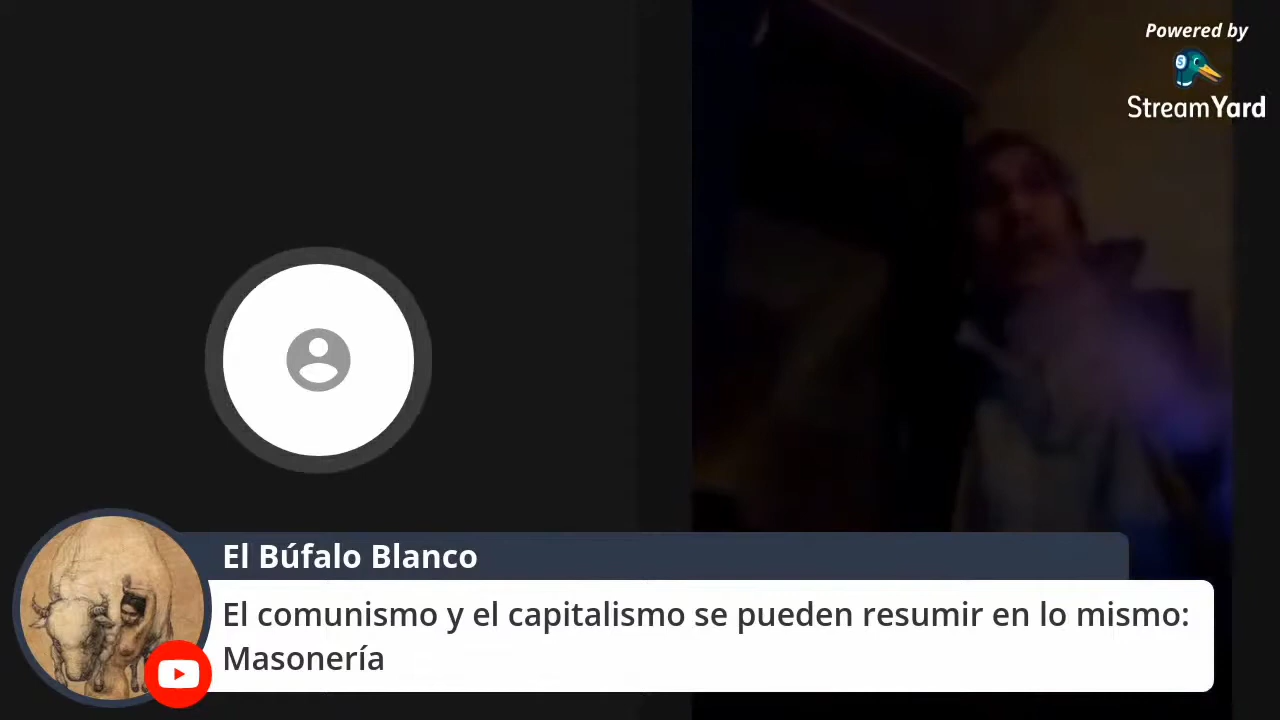 Powered by
StreamYard
El Búfalo Blanco
El comunismo y el capitalismo se pueden resumir en lo mismo:
Masonería